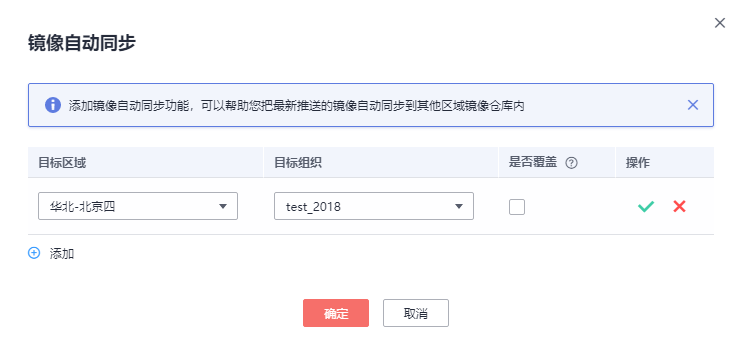 镜像自动同步
添加镜像自动同步功能，可以帮助您把最新推送的镜像自动同步到其他区域镜像仓库内
目标区域 目标组织 是否覆盖 操作
华北-北京四 test_2018
添加
确定 取消